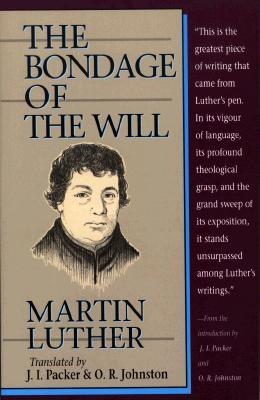 THE
BONDAGE
OF
THE WILL
MARTIN
LUTHER
Translated by
J. I. Packer & O. R. Johnston
"This is the
greatest piece
of writing that
came from
Luther's pen.
In its vigour
of language,
its profound
theological
grasp, and the
grand sweep of
its exposition,
it stands
unsurpassed
among Luther's
writings."
—From the
introduction by
J. I. Packer
and
O. R. Johnston